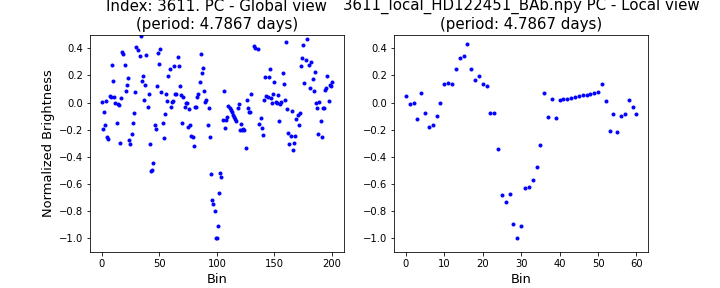 Index: 3611. PC - Global view
(period: 4.7867 days)
3611_local_HD122451_BAb.npy PC - Local view
(period: 4.7867 days)
Normalized Brightness
0.4
0.2
0.0
−0.2
−0.4
−0.6
−0.8
−1.0
0 50 100 150 200
Bin
0.4
0.2
0.0
−0.2
−0.4
−0.6
−0.8
−1.0
0 10 20 30 40 50 60
Bin